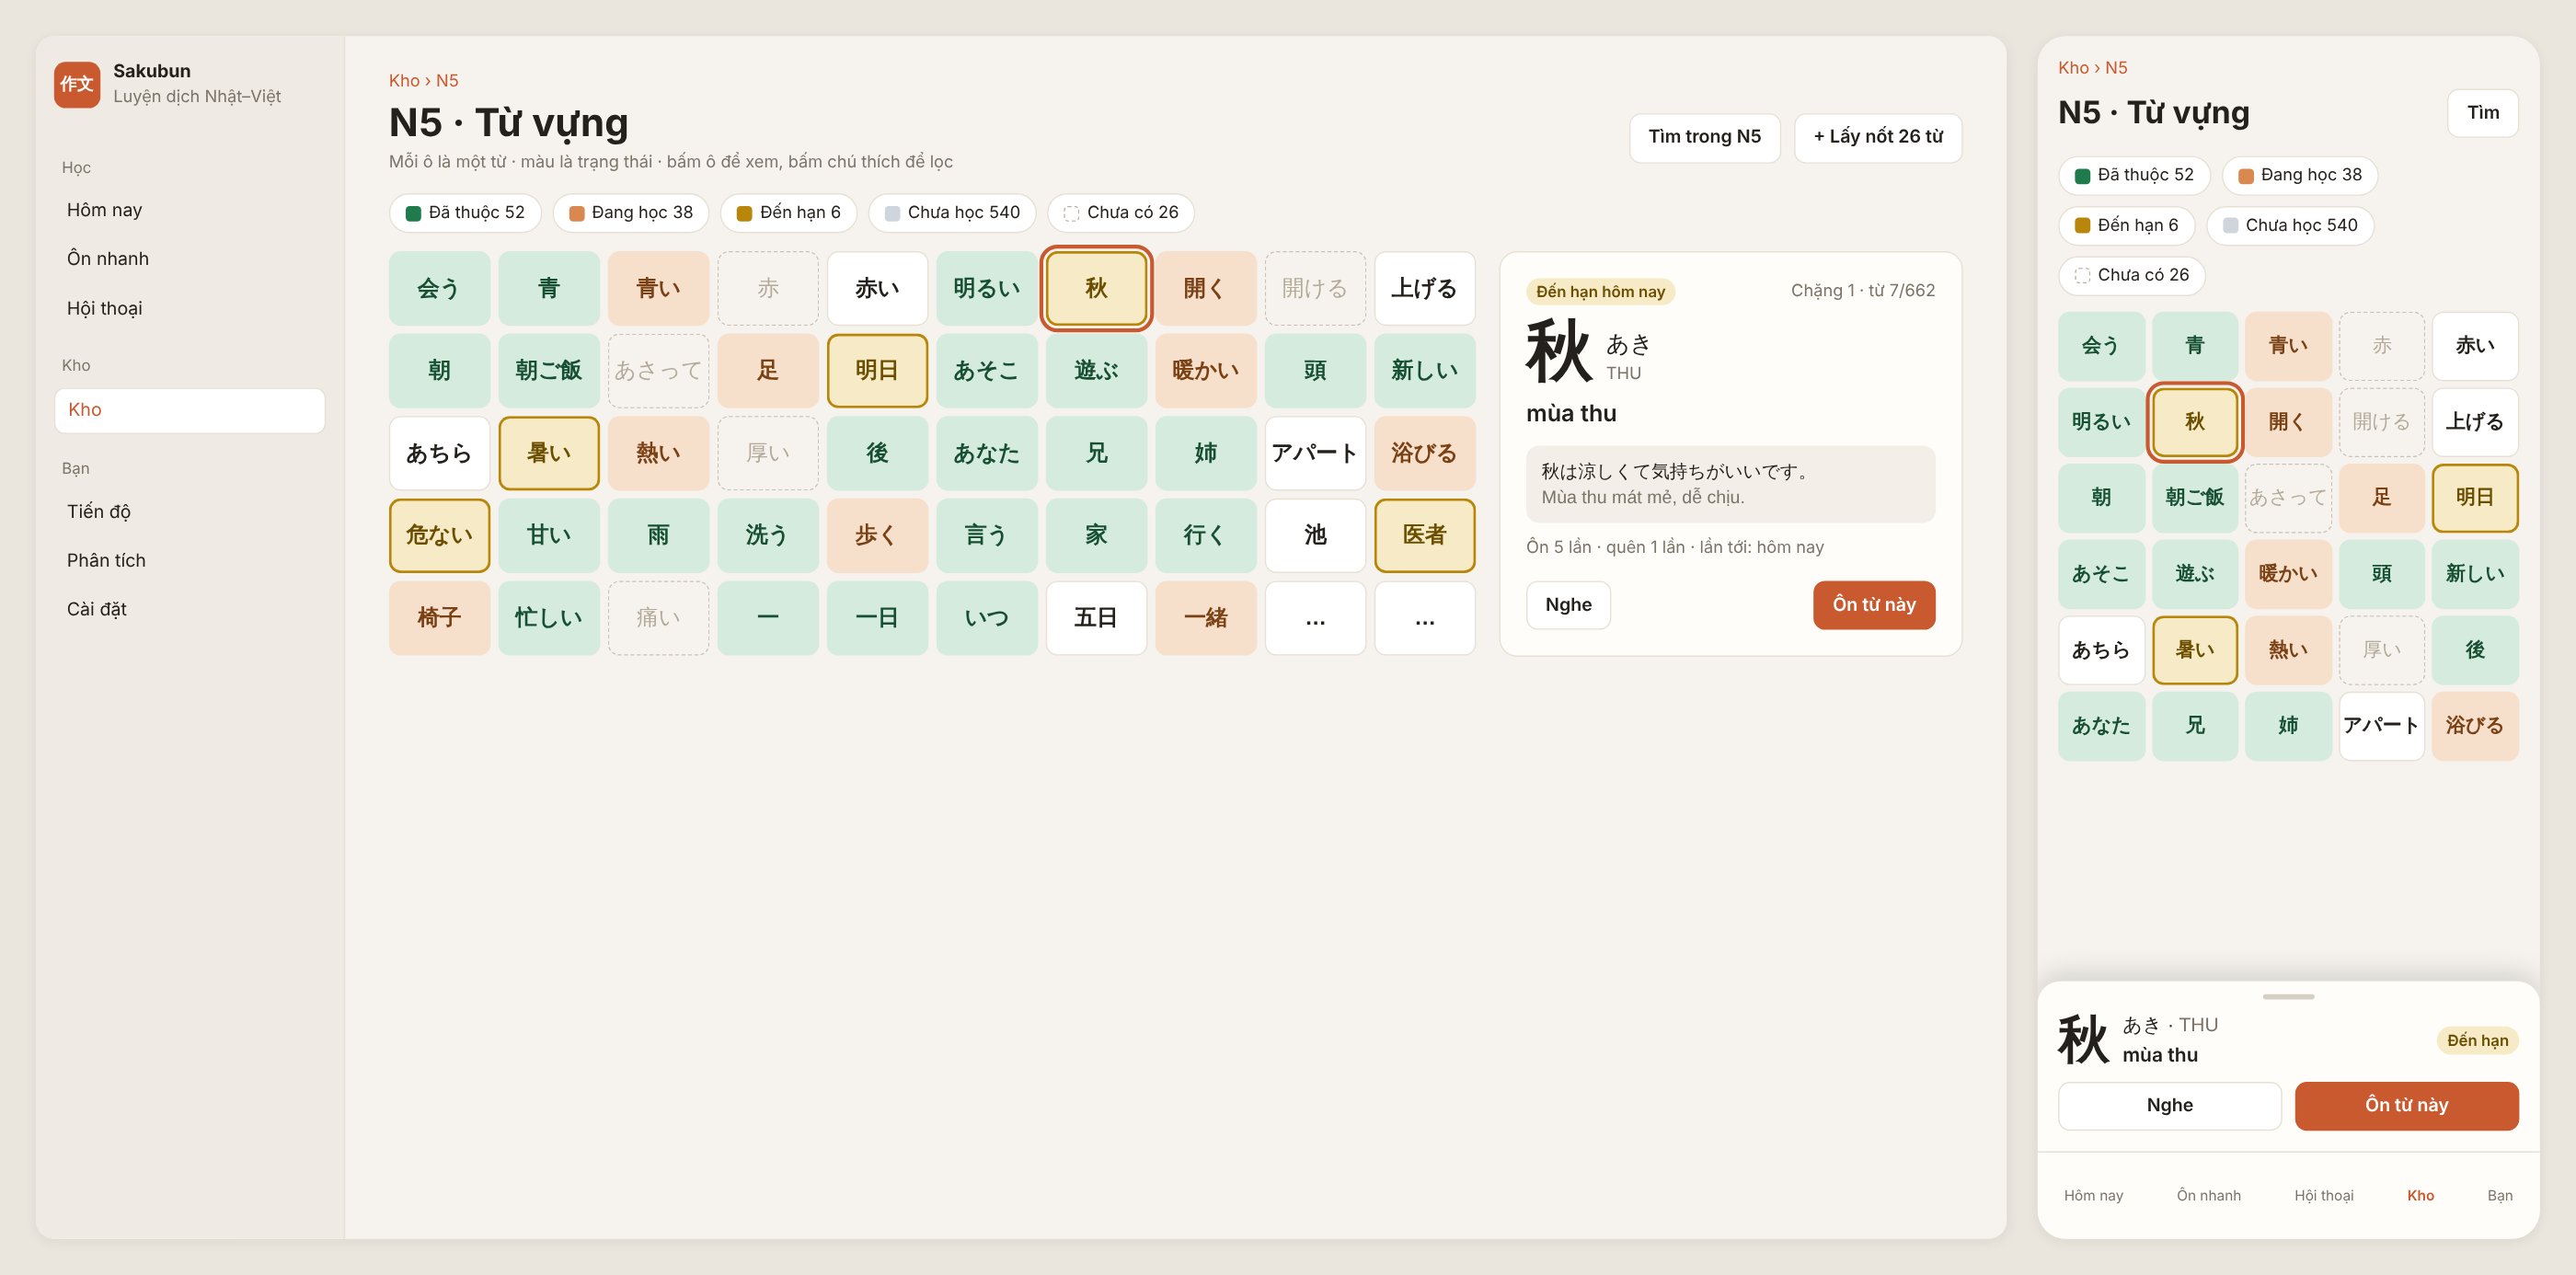 作文
Sakubun
Luyện dịch Nhật–Việt
Học
Hôm nay
Ôn nhanh
Hội thoại
Kho
Kho
Bạn
Tiến độ
Phân tích
Cài đặt
Kho › N5
N5 · Từ vựng
Mỗi ô là một từ · màu là trạng thái · bấm ô để xem, bấm chú thích để lọc
Tìm trong N5
+ Lấy nốt 26 từ
Đã thuộc 52
Đang học 38
Đến hạn 6
Chưa học 540
Chưa có 26
会う 青 青い 赤 赤い 明るい 秋 開く 開ける 上げる
朝 朝ご飯 あさって 足 明日 あそこ 遊ぶ 暖かい 頭 新しい
あちら 暑い 熱い 厚い 後 あなた 兄 姉 アパート 浴びる
危ない 甘い 雨 洗う 歩く 言う 家 行く 池 医者
椅子 忙しい 痛い 一 一日 いつ 五日 一緒 … …
Đến hạn hôm nay
Chặng 1 · từ 7/662
秋
あき
THU
mùa thu
秋は涼しくて気持ちがいいです。
Mùa thu mát mẻ, dễ chịu.
Ôn 5 lần · quên 1 lần · lần tới: hôm nay
Nghe
Ôn từ này
Kho › N5
N5 · Từ vựng
Tìm
Đã thuộc 52
Đang học 38
Đến hạn 6
Chưa học 540
Chưa có 26
会う 青 青い 赤 赤い
明るい 秋 開く 開ける 上げる
朝 朝ご飯 あさって 足 明日
あそこ 遊ぶ 暖かい 頭 新しい
あちら 暑い 熱い 厚い 後
あなた 兄 姉 アパート 浴びる
秋
あき · THU
mùa thu
Đến hạn
Nghe
Ôn từ này
Hôm nay
Ôn nhanh
Hội thoại
Kho
Bạn